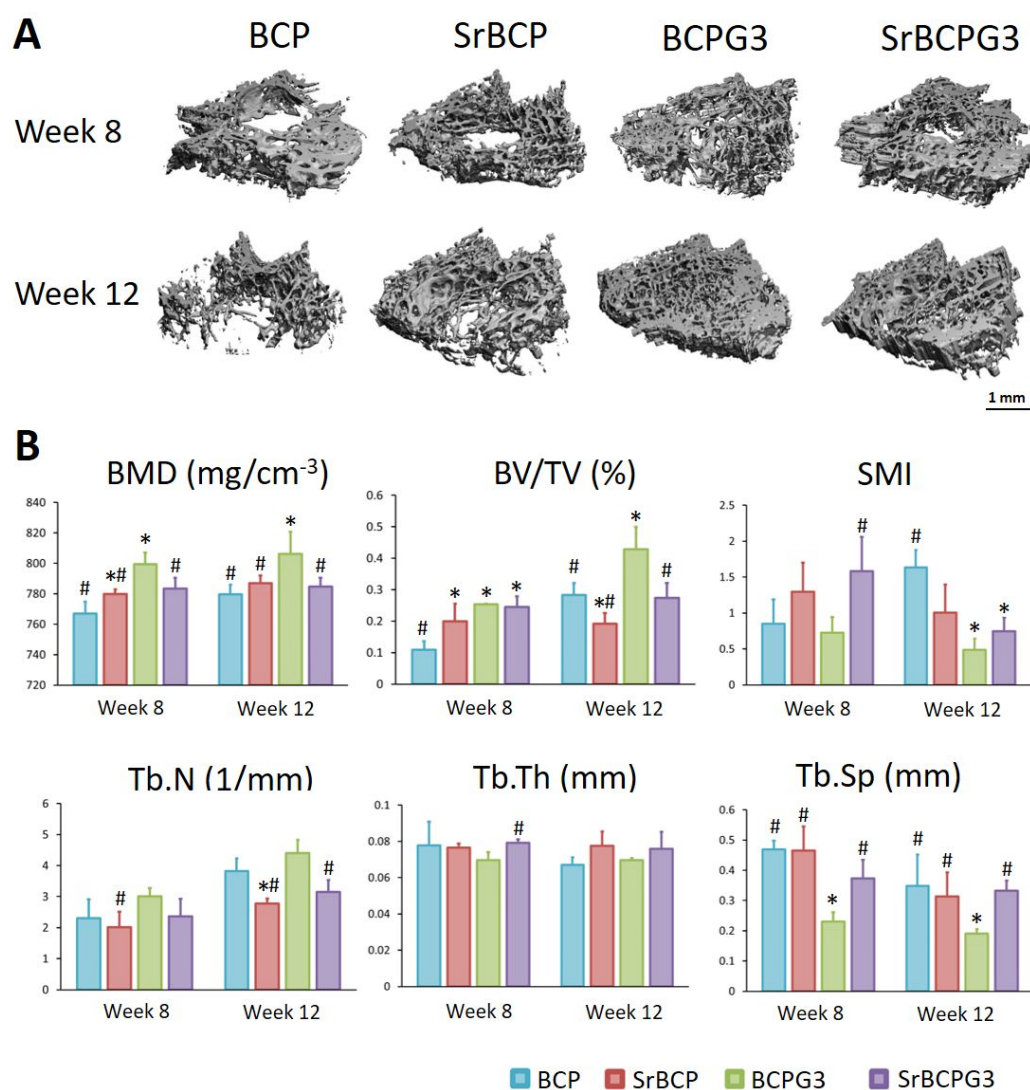 A
BCP SrBCP BCPG3 SrBCPG3
Week 8
Week 12
1 mm
B
BMD (mg/cm-3) BV/TV (%) SMI
840
820
800
780
760
740
720
# *# * # # # * #
Week 8 Week 12
0.6
0.5
0.4
0.3
0.2
0.1
0
# * * * # *# * #
Week 8 Week 12
2.5
2
1.5
1
0.5
0
# # * *
Week 8 Week 12
Tb.N (1/mm) Tb.Th (mm) Tb.Sp (mm)
6
5
4
3
2
1
0
# *# #
Week 8 Week 12
0.1
0.08
0.06
0.04
0.02
0.00
#
Week 8 Week 12
0.6
0.5
0.4
0.3
0.2
0.1
0
# # * # # # * #
Week 8 Week 12
BCP SrBCP BCPG3 SrBCPG3